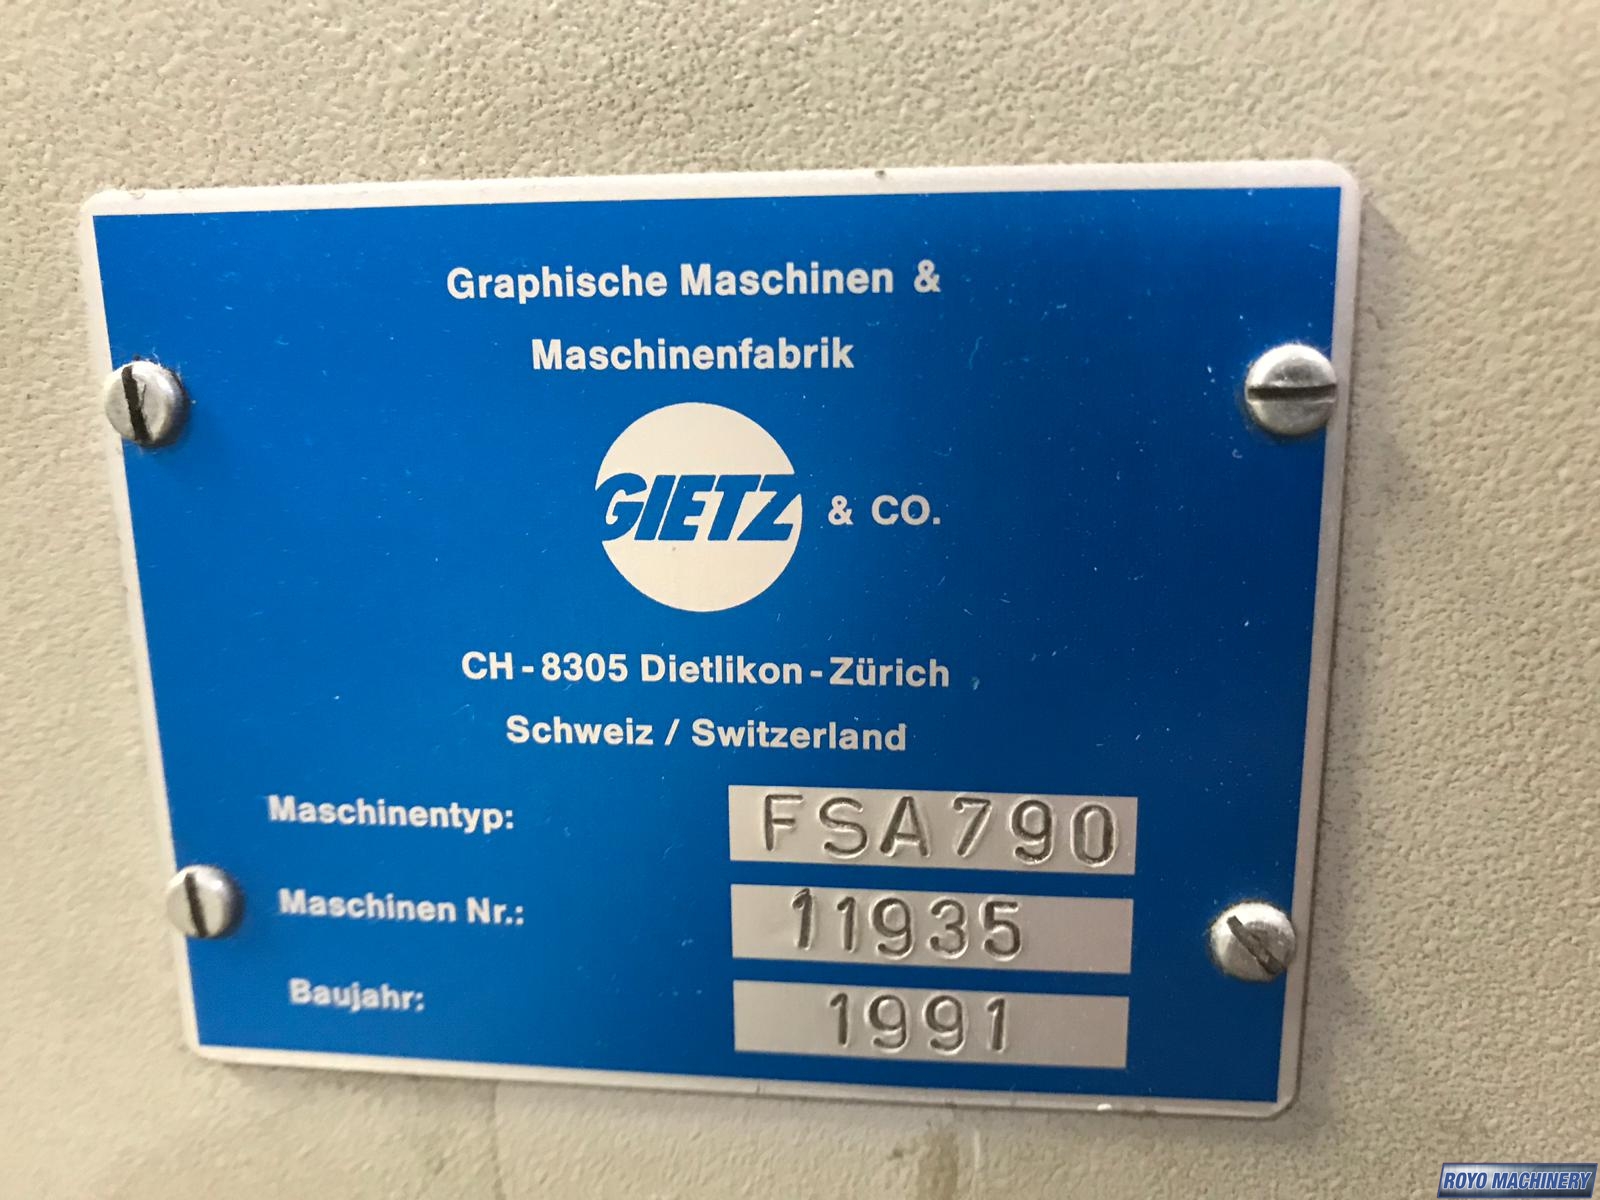 Graphische Maschinen &
Maschinenfabrik
GIETZ & CO.
CH - 8305 Dietlikon - Zürich
Schweiz / Switzerland
Maschinentyp: FSA790
Maschinen Nr.: 11935
Baujahr: 1991
ROYO MACHINERY